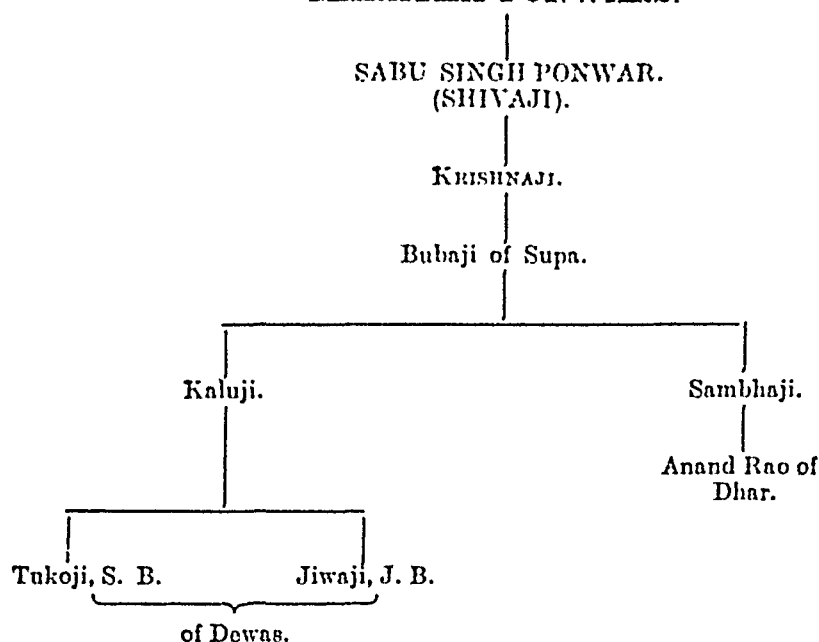 SABU SINGH PONWAR.
(SHIVAJI).
KRISHNAJI.
Bubaji of Supa.
Kaluji. Sambhaji.
Anand Rao of
Dhar.
Tukoji, S. B. Jiwaji, J. B.
of Dewas.